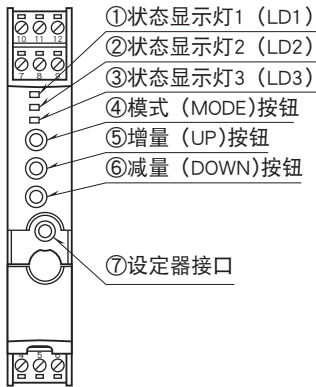 10 11 12
7 8 9
①状态显示灯1（LD1）
②状态显示灯2（LD2）
③状态显示灯3（LD3）
④模式（MODE）按钮
⑤增量（UP)按钮
⑥减量（DOWN)按钮
⑦设定器接口
4 5 6